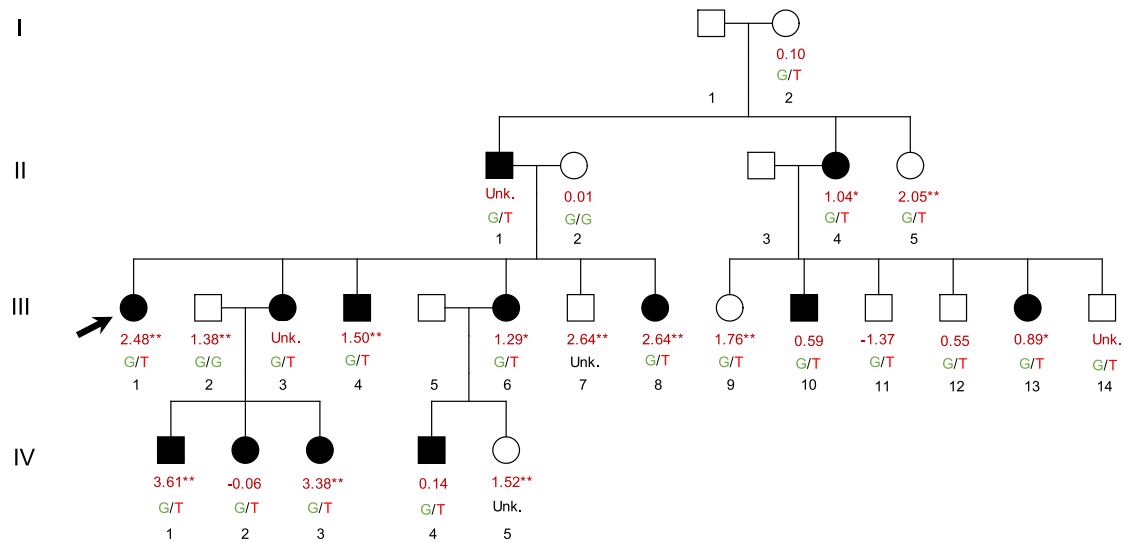 I
0.10
G/T
1 2
II
Unk. 0.01 1.04* 2.05**
G/T G/G G/T G/T
1 2 3 4 5
III
2.48** 1.38** Unk. 1.50** 1.29* 2.64** 2.64** 1.76** 0.59 -1.37 0.55 0.89* Unk.
G/T G/G G/T G/T G/T Unk. G/T G/T G/T G/T G/T G/T G/T
1 2 3 4 5 6 7 8 9 10 11 12 13 14
IV
3.61** -0.06 3.38** 0.14 1.52**
G/T G/T G/T G/T Unk.
1 2 3 4 5